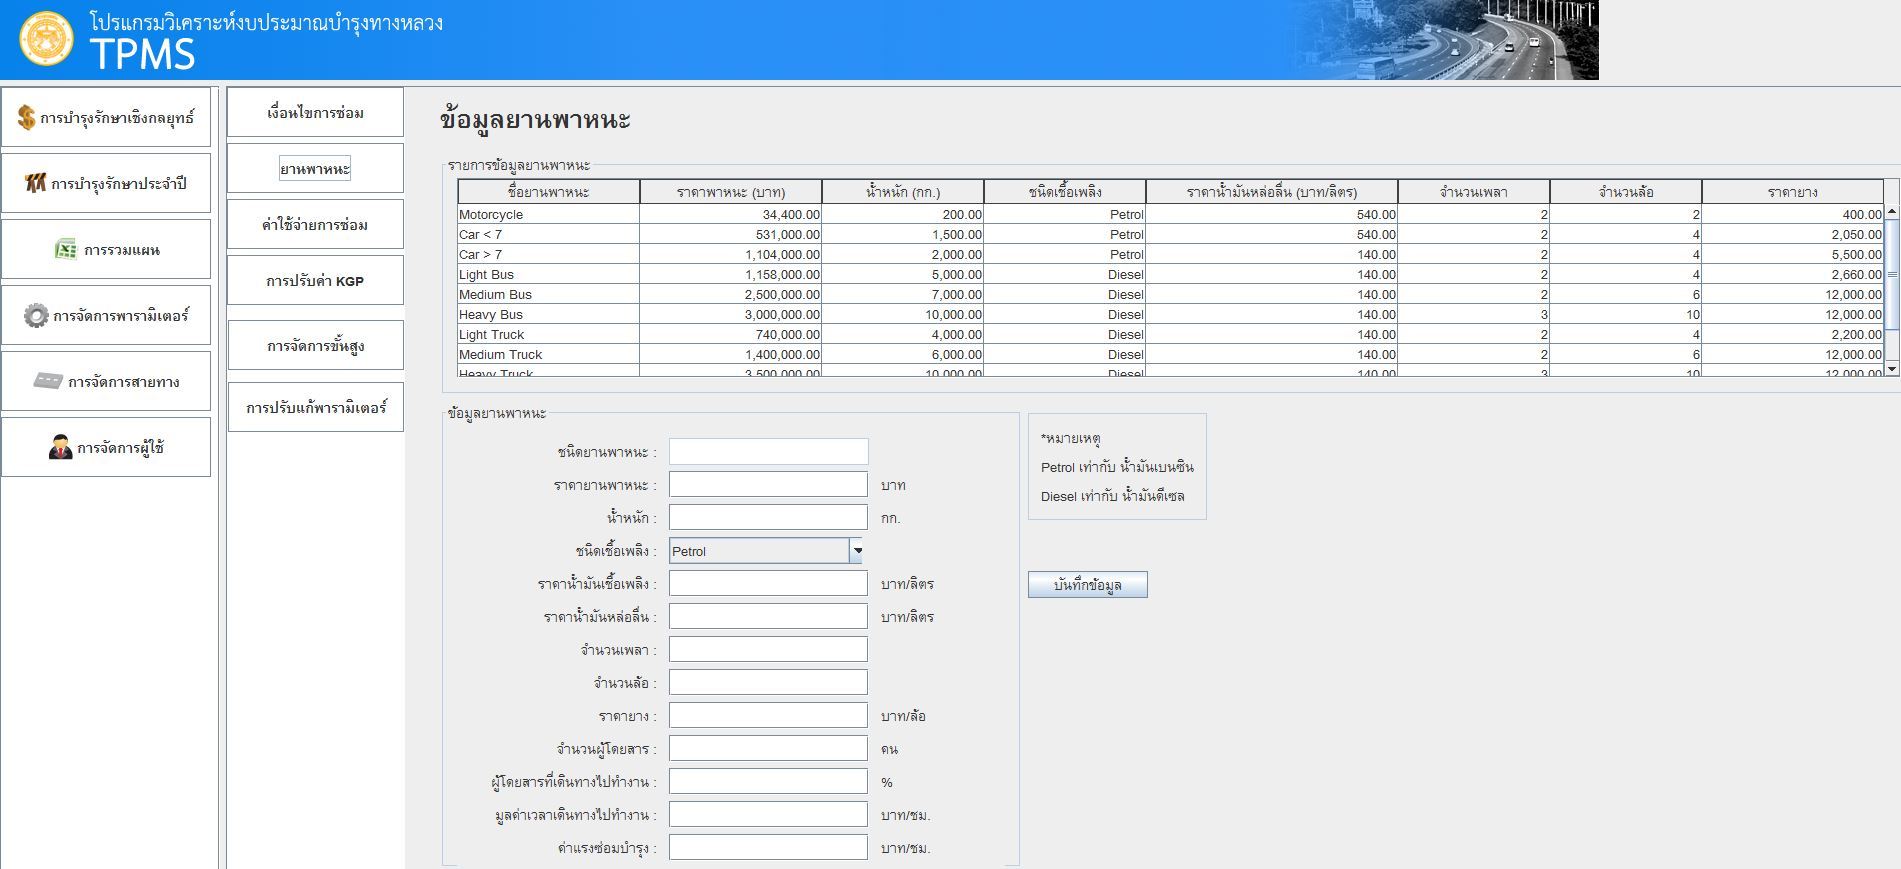 โปรแกรมวิเคราะห์งบประมาณบำรุงทางหลวง
TPMS
การบำรุงรักษาเชิงกลยุทธ์
การบำรุงรักษาประจำปี
การรวมแผน
การจัดการพารามิเตอร์
การจัดการสายทาง
การจัดการผู้ใช้
เงื่อนไขการซ่อม
ยานพาหนะ
ค่าใช้จ่ายการซ่อม
การปรับค่า KGP
การจัดการขั้นสูง
การปรับแก้พารามิเตอร์
ข้อมูลยานพาหนะ
รายการข้อมูลยานพาหนะ
ชื่อยานพาหนะ ราคาพาหนะ (บาท) น้ำหนัก (กก.) ชนิดเชื้อเพลิง ราคาน้ำมันหล่อลื่น (บาท/ลิตร) จำนวนเพลา จำนวนล้อ ราคายาง
Motorcycle 34,400.00 200.00 Petrol 540.00 2 2 400.00
Car < 7 531,000.00 1,500.00 Petrol 540.00 2 4 2,050.00
Car > 7 1,104,000.00 2,000.00 Petrol 140.00 2 4 5,500.00
Light Bus 1,158,000.00 5,000.00 Diesel 140.00 2 4 2,660.00
Medium Bus 2,500,000.00 7,000.00 Diesel 140.00 2 6 12,000.00
Heavy Bus 3,000,000.00 10,000.00 Diesel 140.00 3 10 12,000.00
Light Truck 740,000.00 4,000.00 Diesel 140.00 2 4 2,200.00
Medium Truck 1,400,000.00 6,000.00 Diesel 140.00 2 6 12,000.00
Heavy Truck 3,500,000.00 10,000.00 Diesel 140.00 3 10 12,000.00
ข้อมูลยานพาหนะ
ชนิดยานพาหนะ :
ราคายานพาหนะ : บาท
น้ำหนัก : กก.
ชนิดเชื้อเพลิง : Petrol
ราคาน้ำมันเชื้อเพลิง : บาท/ลิตร
ราคาน้ำมันหล่อลื่น : บาท/ลิตร
จำนวนเพลา :
จำนวนล้อ :
ราคายาง : บาท/ล้อ
จำนวนผู้โดยสาร : คน
ผู้โดยสารที่เดินทางไปทำงาน : %
มูลค่าเวลาเดินทางไปทำงาน : บาท/ชม.
ค่าแรงซ่อมบำรุง : บาท/ชม.
*หมายเหตุ
Petrol เท่ากับ น้ำมันเบนซิน
Diesel เท่ากับ น้ำมันดีเซล
บันทึกข้อมูล